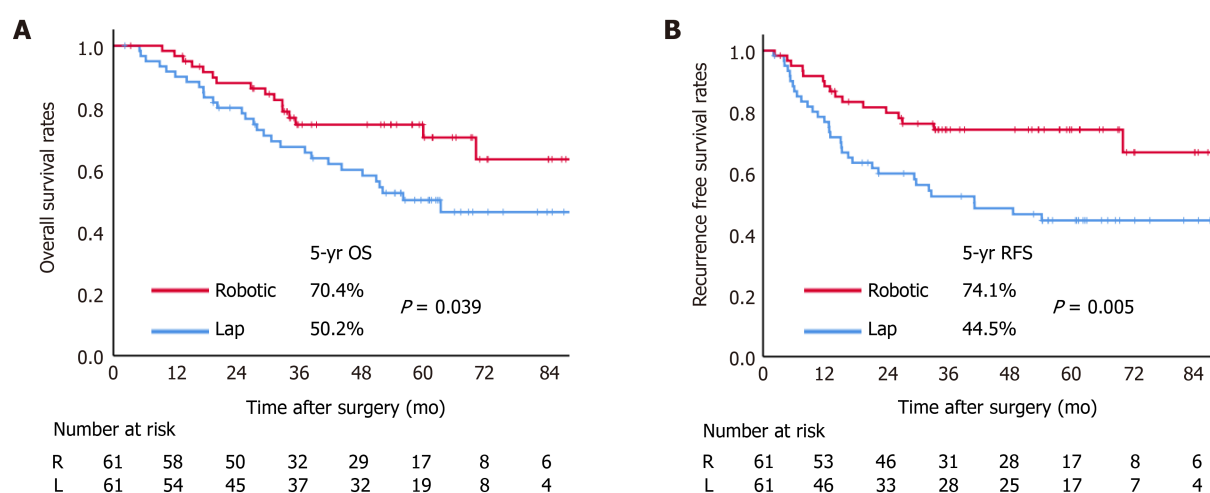 A
Overall survival rates
1.0
0.8
0.6
0.4
0.2
0.0
5-yr OS
Robotic 70.4%
Lap 50.2%
P = 0.039
0 12 24 36 48 60 72 84
Time after surgery (mo)
Number at risk
R 61 58 50 32 29 17 8 6
L 61 54 45 37 32 19 8 4
B
Recurrence free survival rates
1.0
0.8
0.6
0.4
0.2
0.0
5-yr RFS
Robotic 74.1%
Lap 44.5%
P = 0.005
0 12 24 36 48 60 72 84
Time after surgery (mo)
Number at risk
R 61 53 46 31 28 17 8 6
L 61 46 33 28 25 17 7 4